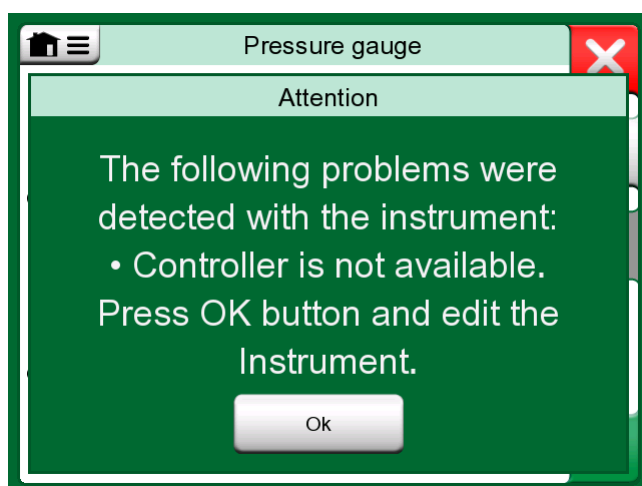 Pressure gauge
Attention
The following problems were
detected with the instrument:
• Controller is not available.
Press OK button and edit the
Instrument.
Ok